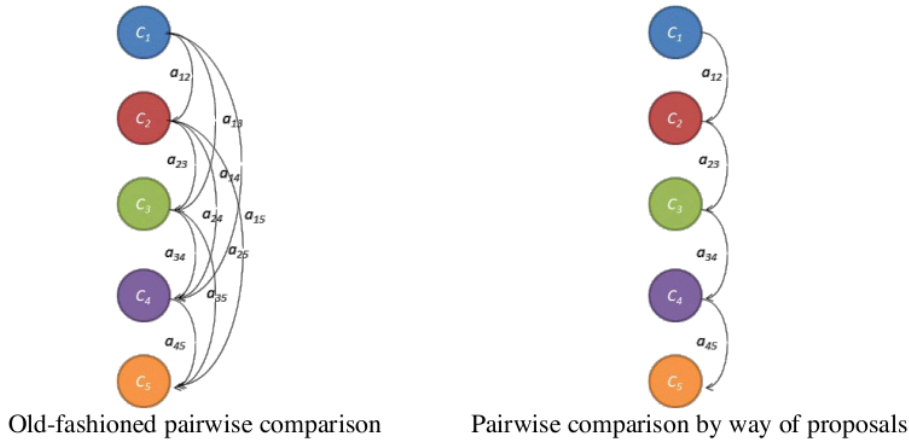 C1
a12
C2
a13
a23
a14
C3
a24
a15
a34
a25
C4
a35
a45
C5
Old-fashioned pairwise comparison
C1
a12
C2
a23
C3
a34
C4
a45
C5
Pairwise comparison by way of proposals